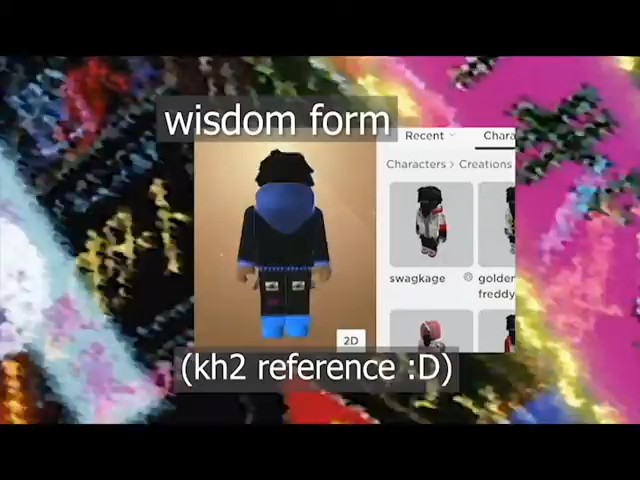 wisdom form
Recent Chara
Characters > Creations
swagkage golden
freddy
2D
(kh2 reference :D)